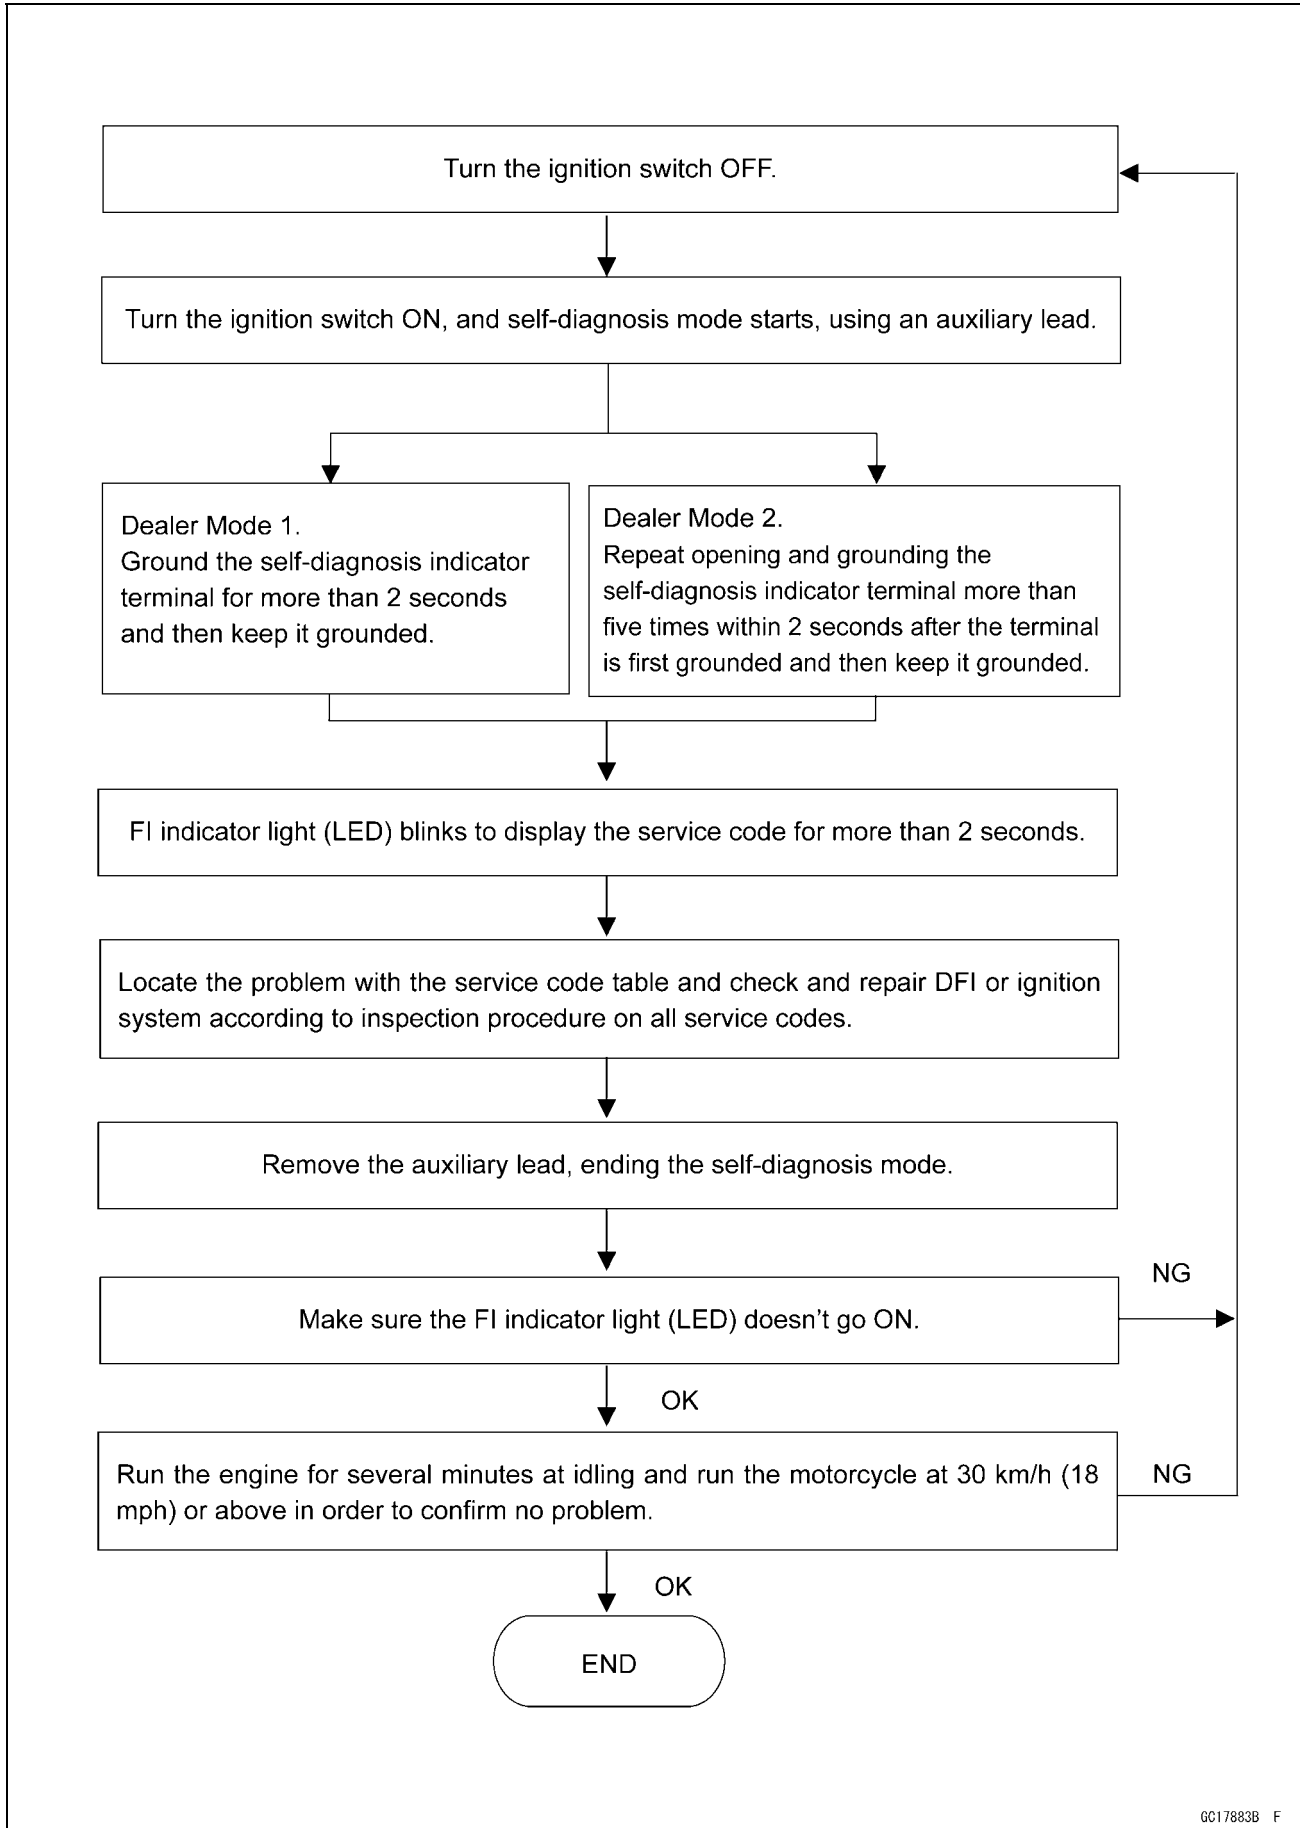 Turn the ignition switch OFF.
Turn the ignition switch ON, and self-diagnosis mode starts, using an auxiliary lead.
Dealer Mode 1.
Ground the self-diagnosis indicator
terminal for more than 2 seconds
and then keep it grounded.
Dealer Mode 2.
Repeat opening and grounding the
self-diagnosis indicator terminal more than
five times within 2 seconds after the terminal
is first grounded and then keep it grounded.
FI indicator light (LED) blinks to display the service code for more than 2 seconds.
Locate the problem with the service code table and check and repair DFI or ignition
system according to inspection procedure on all service codes.
Remove the auxiliary lead, ending the self-diagnosis mode.
NG
Make sure the FI indicator light (LED) doesn't go ON.
OK
Run the engine for several minutes at idling and run the motorcycle at 30 km/h (18
mph) or above in order to confirm no problem.
NG
OK
END
GC17883B F